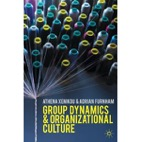 ATHENA XENIKOU & ADRIAN FURNHAM
GROUP DYNAMICS
& ORGANIZATIONAL
CULTURE